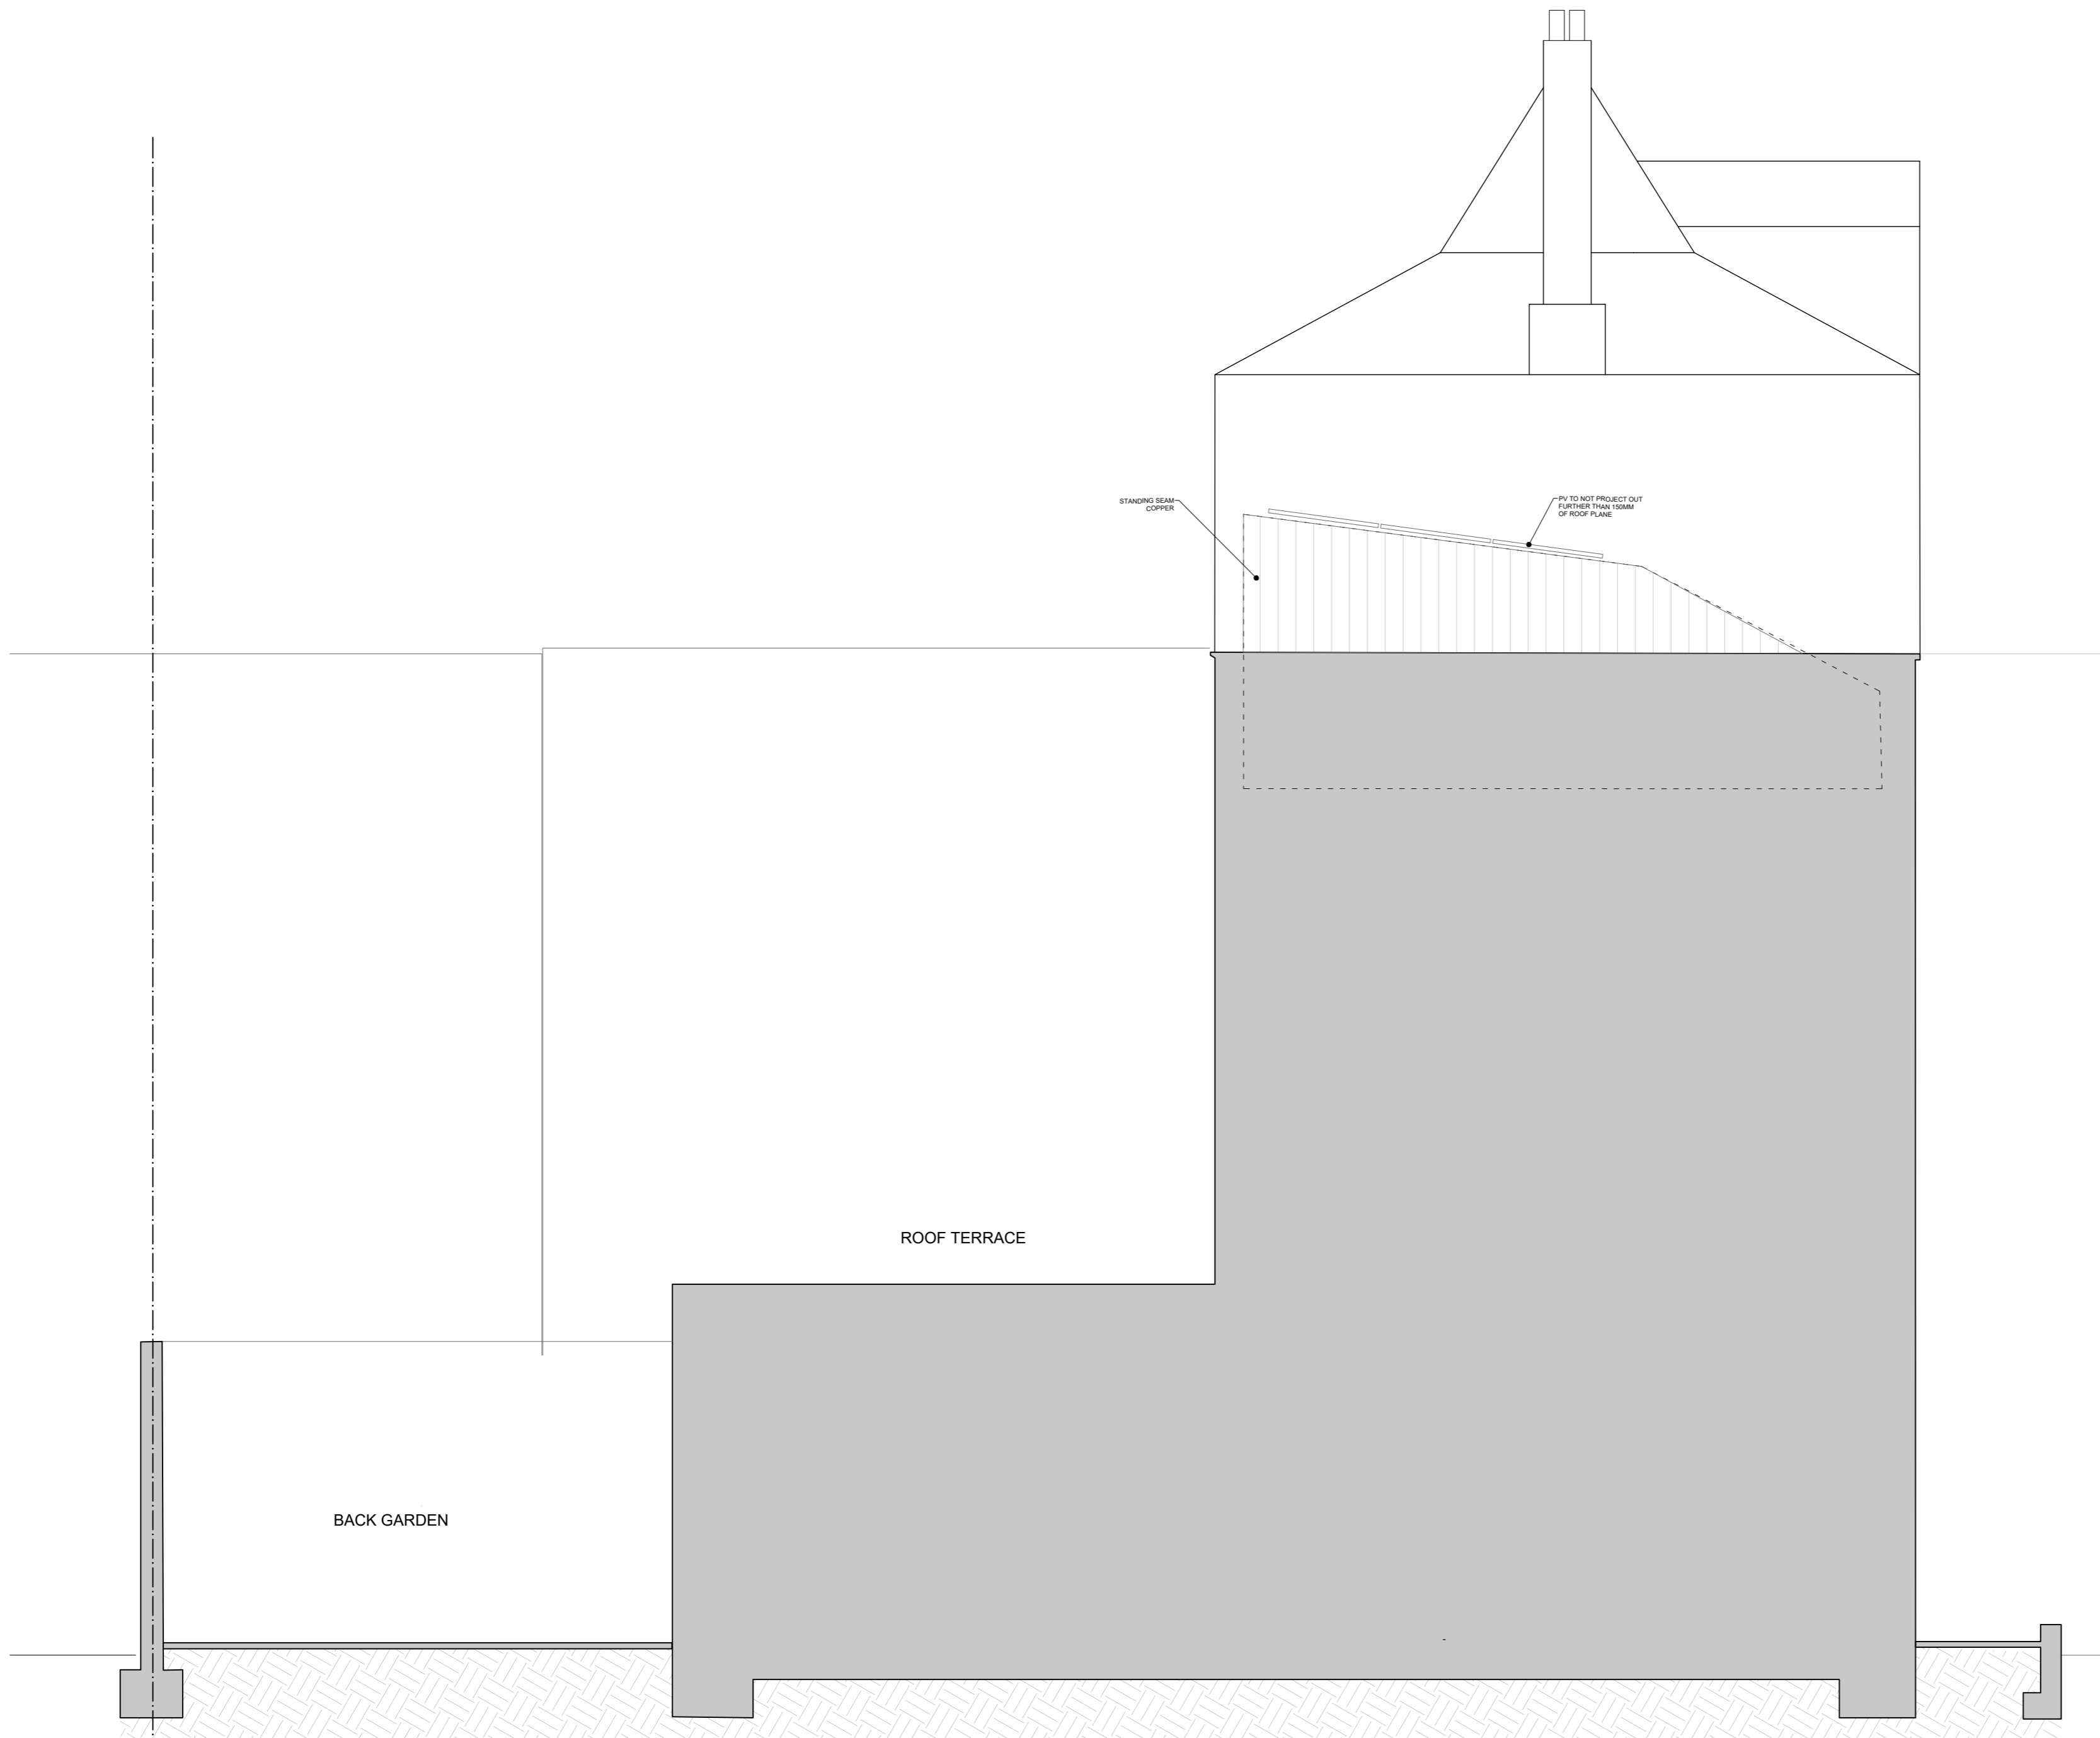 STANDING SEAM
COPPER
PV TO NOT PROJECT OUT
FURTHER THAN 150MM
OF ROOF PLANE
ROOF TERRACE
BACK GARDEN